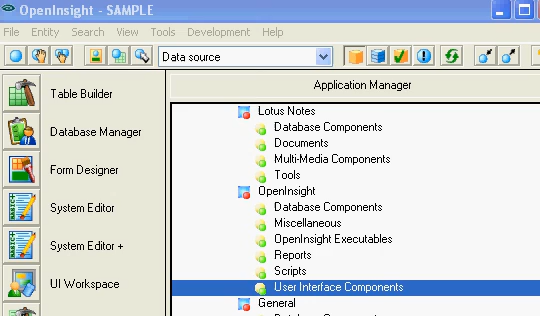 OpenInsight - SAMPLE
File Entity Search View Tools Development Help
Data source
Table Builder
Database Manager
Form Designer
System Editor
System Editor +
UI Workspace
Application Manager
Lotus Notes
Database Components
Documents
Multi-Media Components
Tools
OpenInsight
Database Components
Miscellaneous
OpenInsight Executables
Reports
Scripts
User Interface Components
General